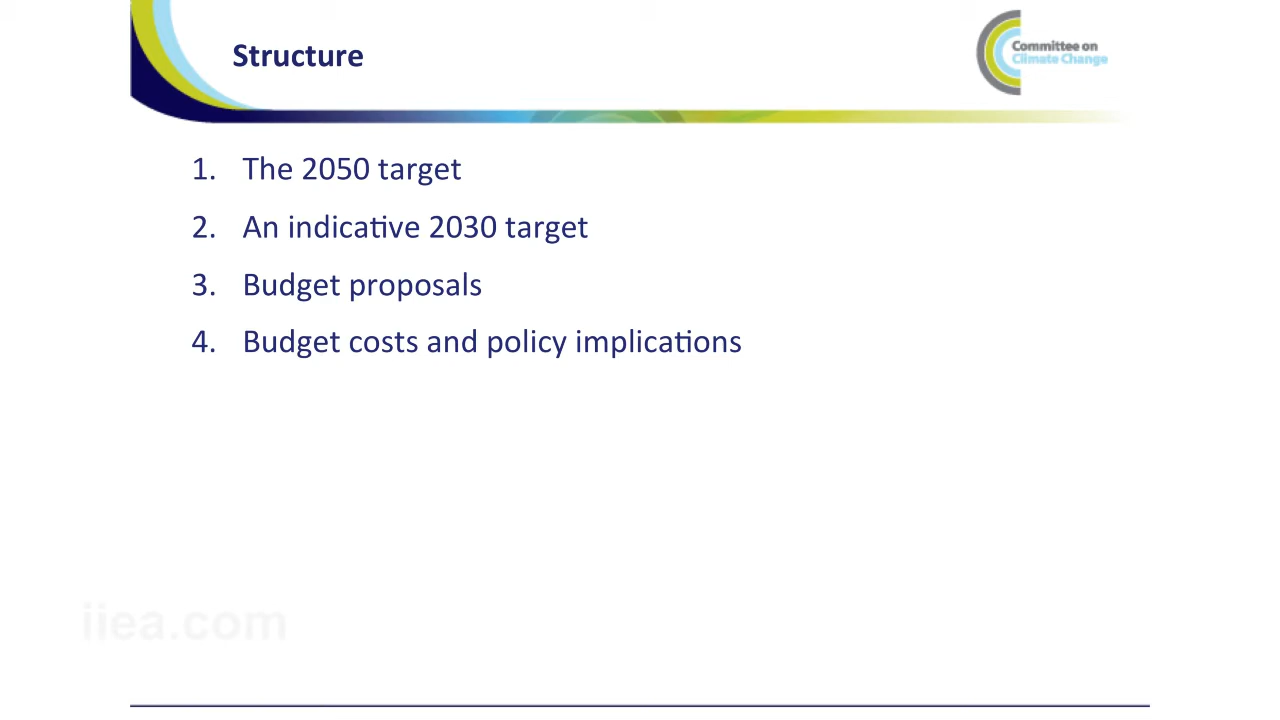 Structure
Committee on
Climate Change
1. The 2050 target
2. An indicative 2030 target
3. Budget proposals
4. Budget costs and policy implications
iiea.com